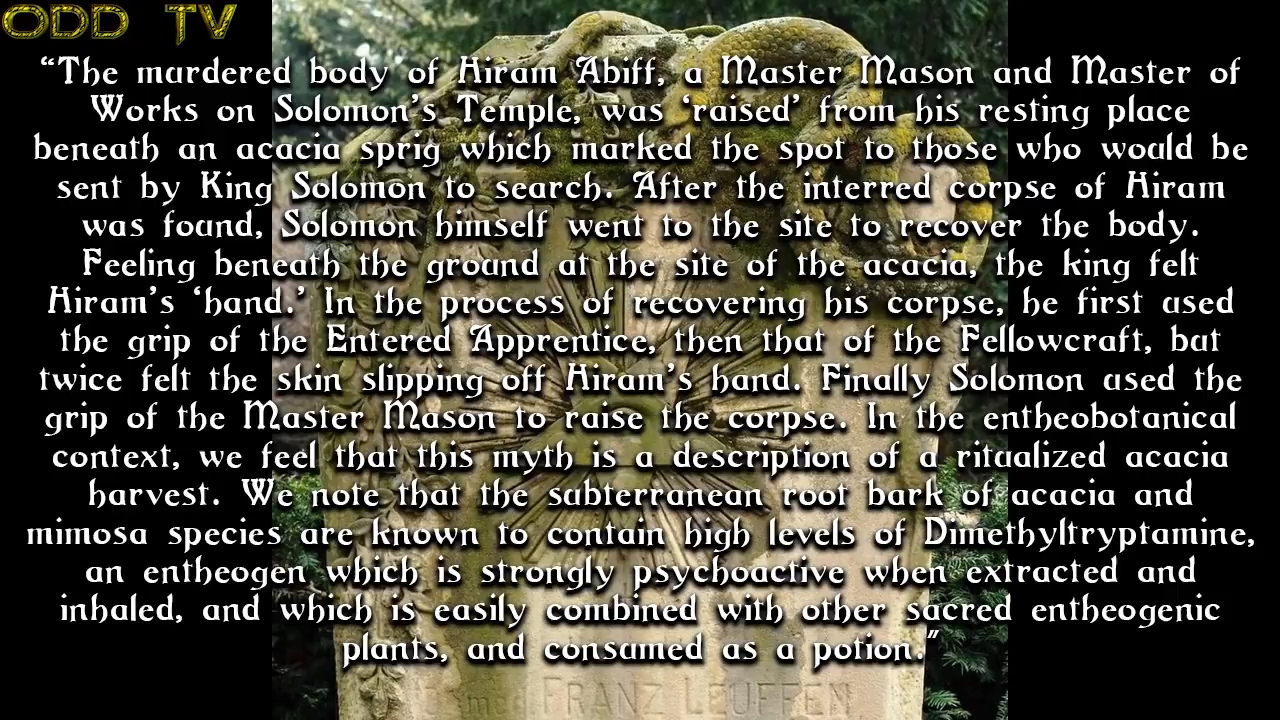 ODD TV
“The murdered body of Hiram Abiff, a Master Mason and Master of
Works on Solomon's Temple, was ‘raised’ from his resting place
beneath an acacia sprig which marked the spot to those who would be
sent by King Solomon to search. After the interred corpse of Hiram
was found, Solomon himself went to the site to recover the body.
Feeling beneath the ground at the site of the acacia, the king felt
Hiram's ‘hand.’ In the process of recovering his corpse, he first used
the grip of the Entered Apprentice, then that of the Fellowcraft, but
twice felt the skin slipping off Hiram's hand. Finally Solomon used the
grip of the Master Mason to raise the corpse. In the entheobotanical
context, we feel that this myth is a description of a ritualized acacia
harvest. We note that the subterranean root bark of acacia and
mimosa species are known to contain high levels of Dimethyltryptamine,
an entheogen which is strongly psychoactive when extracted and
inhaled, and which is easily combined with other sacred entheogenic
plants, and consumed as a potion.”
FRANZ LEUFFEN